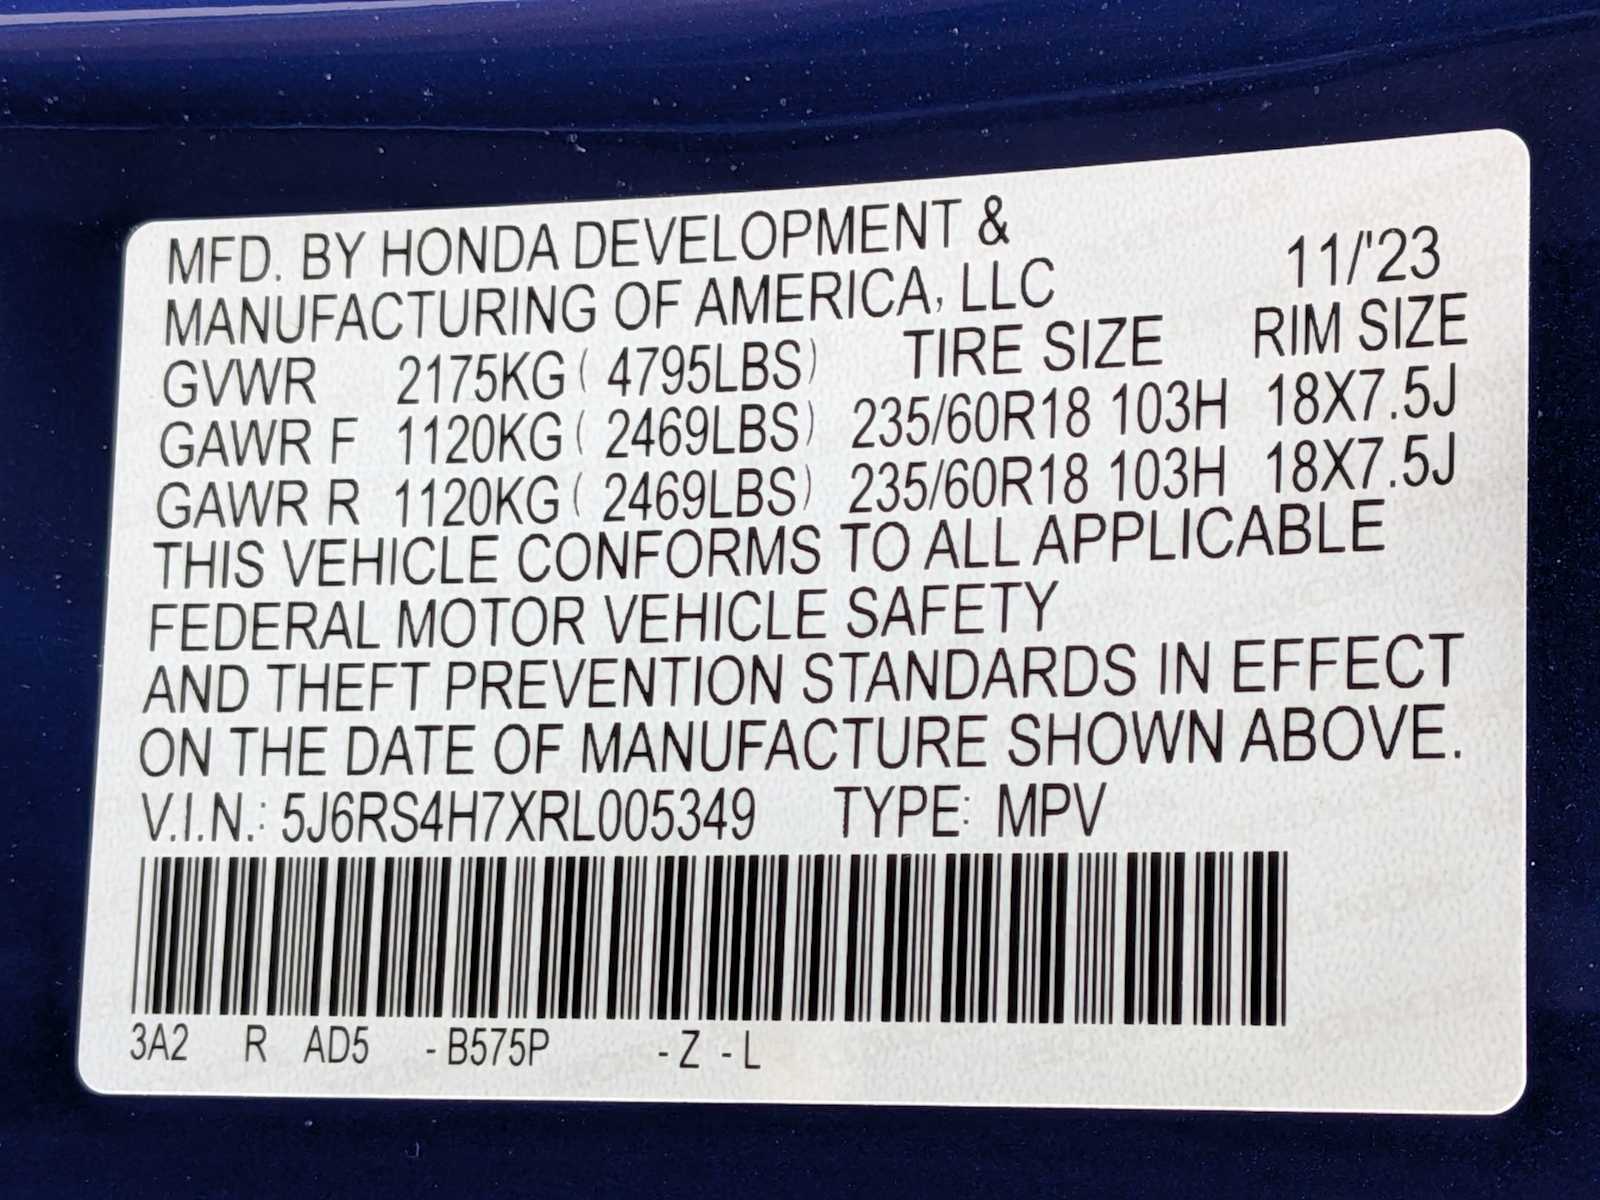 MFD. BY HONDA DEVELOPMENT &
MANUFACTURING OF AMERICA, LLC 11/'23
GVWR 2175KG ( 4795LBS) TIRE SIZE RIM SIZE
GAWR F 1120KG ( 2469LBS) 235/60R18 103H 18X7.5J
GAWR R 1120KG ( 2469LBS) 235/60R18 103H 18X7.5J
THIS VEHICLE CONFORMS TO ALL APPLICABLE
FEDERAL MOTOR VEHICLE SAFETY
AND THEFT PREVENTION STANDARDS IN EFFECT
ON THE DATE OF MANUFACTURE SHOWN ABOVE.
V.I.N.: 5J6RS4H7XRL005349 TYPE: MPV
3A2 R AD5 -B575P -Z -L